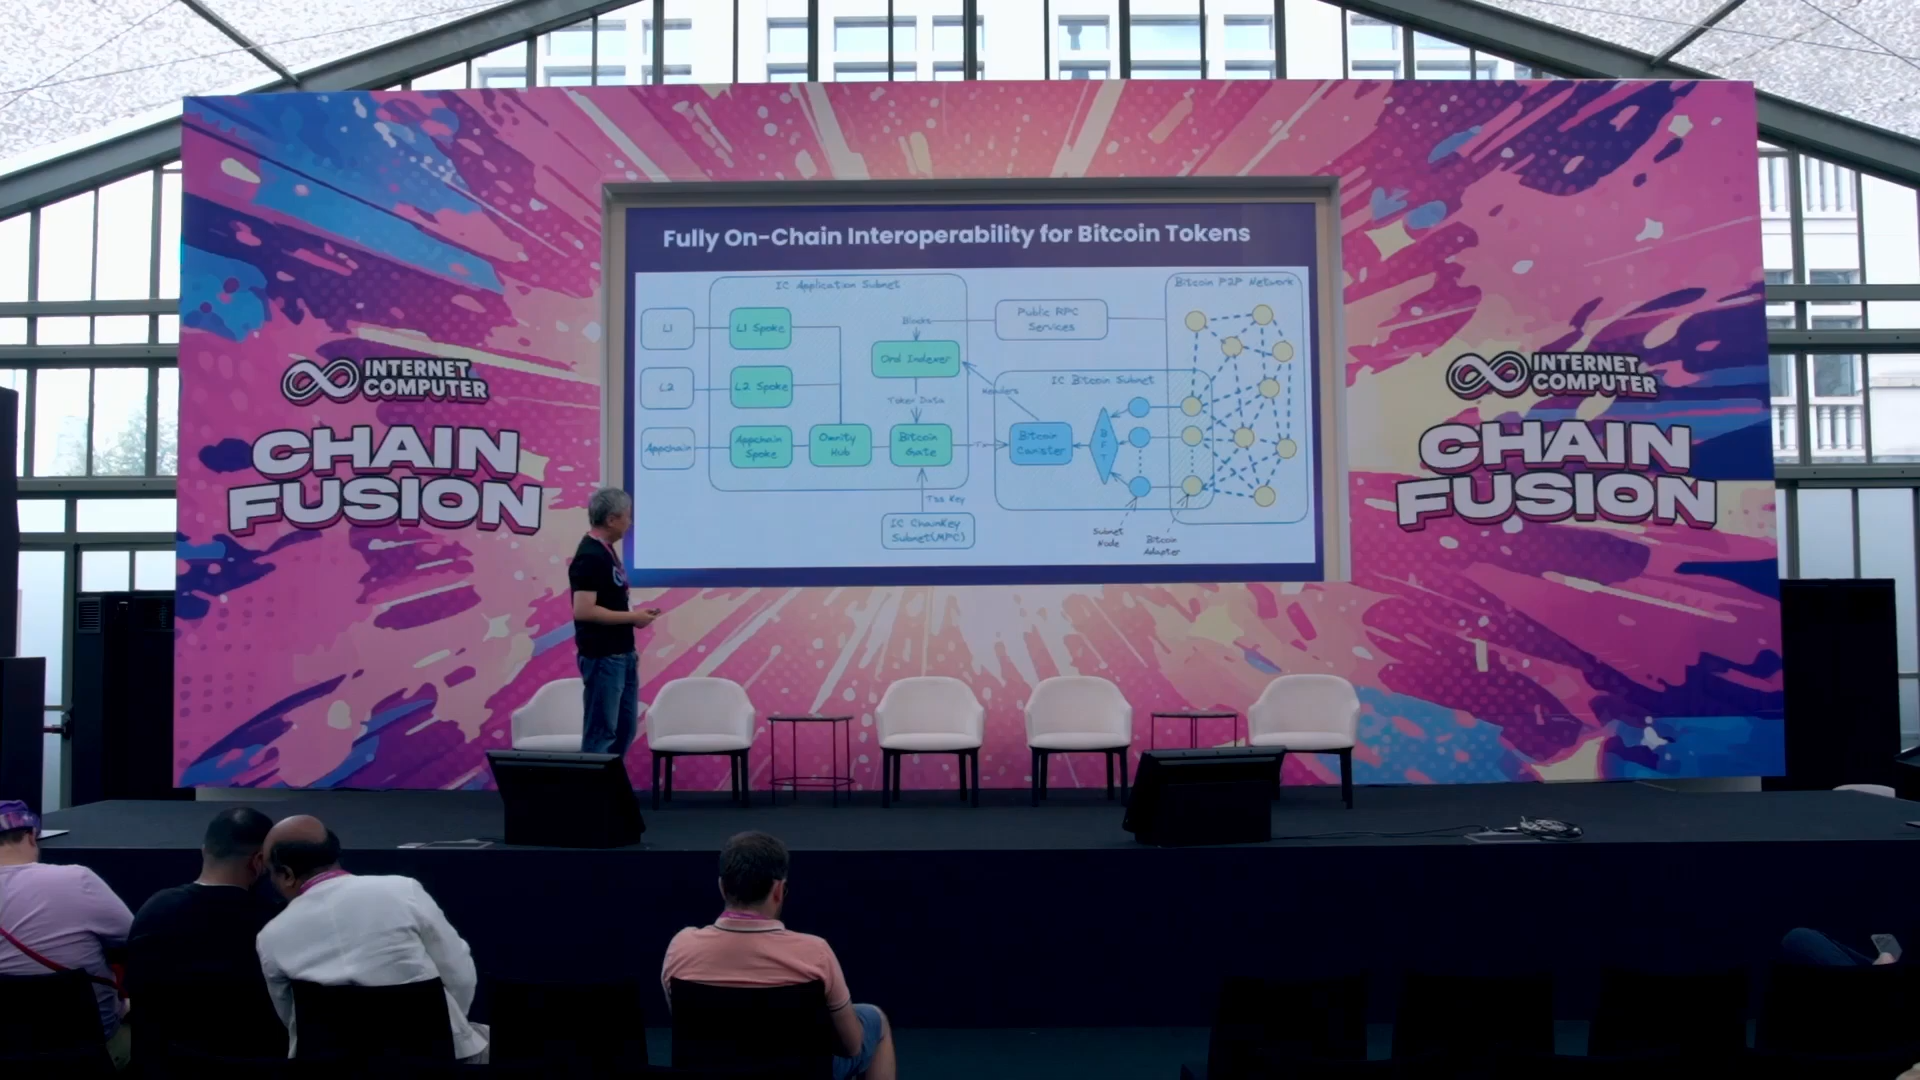 Fully On-Chain Interoperability for Bitcoin Tokens
IC Application Subnet
Bitcoin P2P Network
L1
L1 Spoke
Blocks
Public RPC
Services
Ord Indexer
L2
L2 Spoke
Token Data
Headers
IC Bitcoin Subnet
Appchain
Appchain
Spoke
Omnity
Hub
Bitcoin
Gate
Tx
Bitcoin
Canister
B
F
T
Tss Key
IC ChainKey
Subnet(MPC)
Subnet
Node
Bitcoin
Adapter
INTERNET
COMPUTER
CHAIN
FUSION
INTERNET
COMPUTER
CHAIN
FUSION